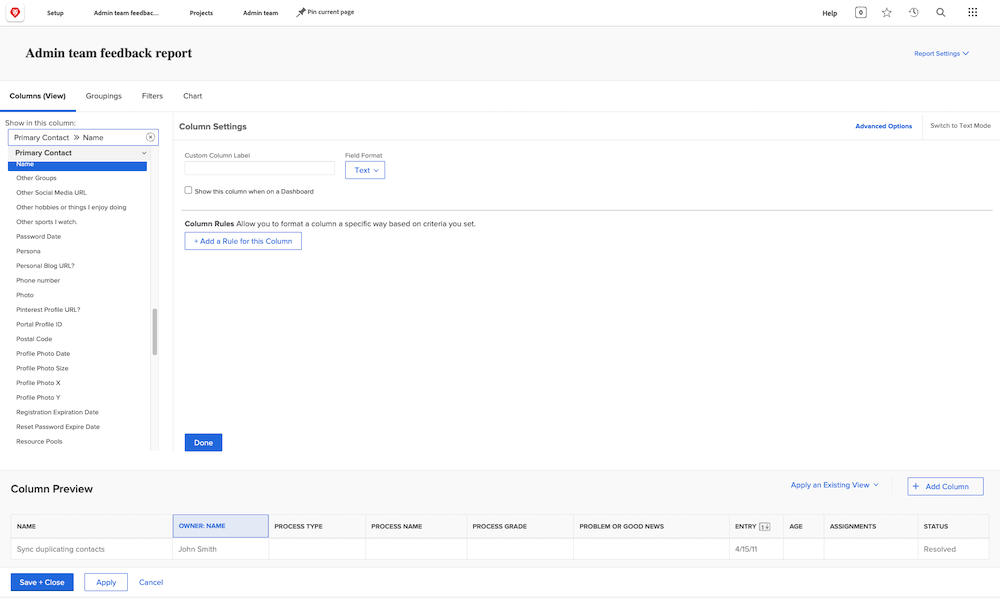 Setup Admin team feedbac... Projects Admin team Pin current page Help 0
Admin team feedback report
Report Settings
Columns (View) Groupings Filters Chart
Show in this column:
Primary Contact >> Name
Primary Contact
Name
Other Groups
Other Social Media URL
Other hobbies or things I enjoy doing
Other sports I watch.
Password Date
Persona
Personal Blog URL?
Phone number
Photo
Pinterest Profile URL?
Portal Profile ID
Postal Code
Profile Photo Date
Profile Photo Size
Profile Photo X
Profile Photo Y
Registration Expiration Date
Reset Password Expire Date
Resource Pools
Column Settings
Advanced Options Switch to Text Mode
Custom Column Label Field Format
Text
Show this column when on a Dashboard
Column Rules Allow you to format a column a specific way based on criteria you set.
+ Add a Rule for this Column
Done
Column Preview
Apply an Existing View + Add Column
NAME OWNER: NAME PROCESS TYPE PROCESS NAME PROCESS GRADE PROBLEM OR GOOD NEWS ENTRY 1↓ AGE ASSIGNMENTS STATUS
Sync duplicating contacts John Smith 4/15/11 Resolved
Save + Close Apply Cancel